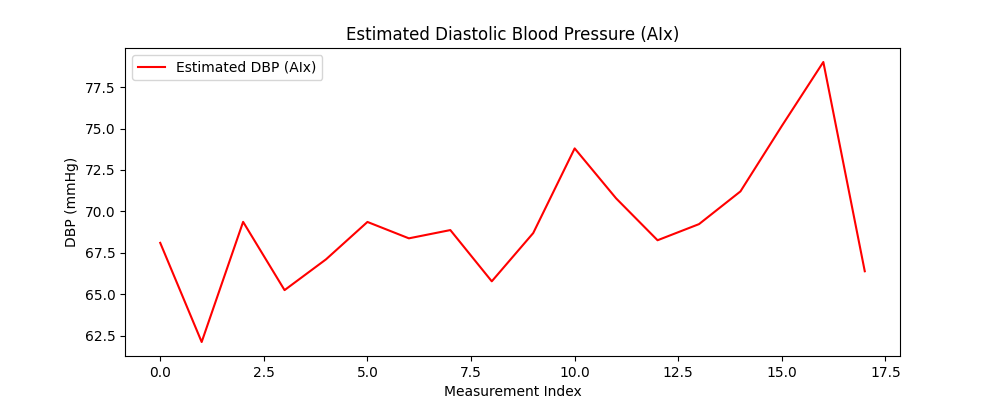 Estimated Diastolic Blood Pressure (AIx)
Estimated DBP (AIx)
DBP (mmHg)
77.5
75.0
72.5
70.0
67.5
65.0
62.5
0.0 2.5 5.0 7.5 10.0 12.5 15.0 17.5
Measurement Index